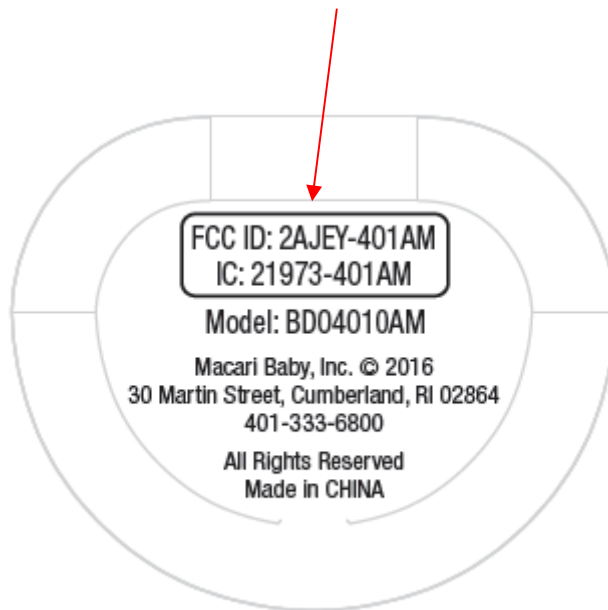 FCC ID: 2AJEY-401AM
IC: 21973-401AM
Model: BD04010AM
Macari Baby, Inc. © 2016
30 Martin Street, Cumberland, RI 02864
401-333-6800
All Rights Reserved
Made in CHINA